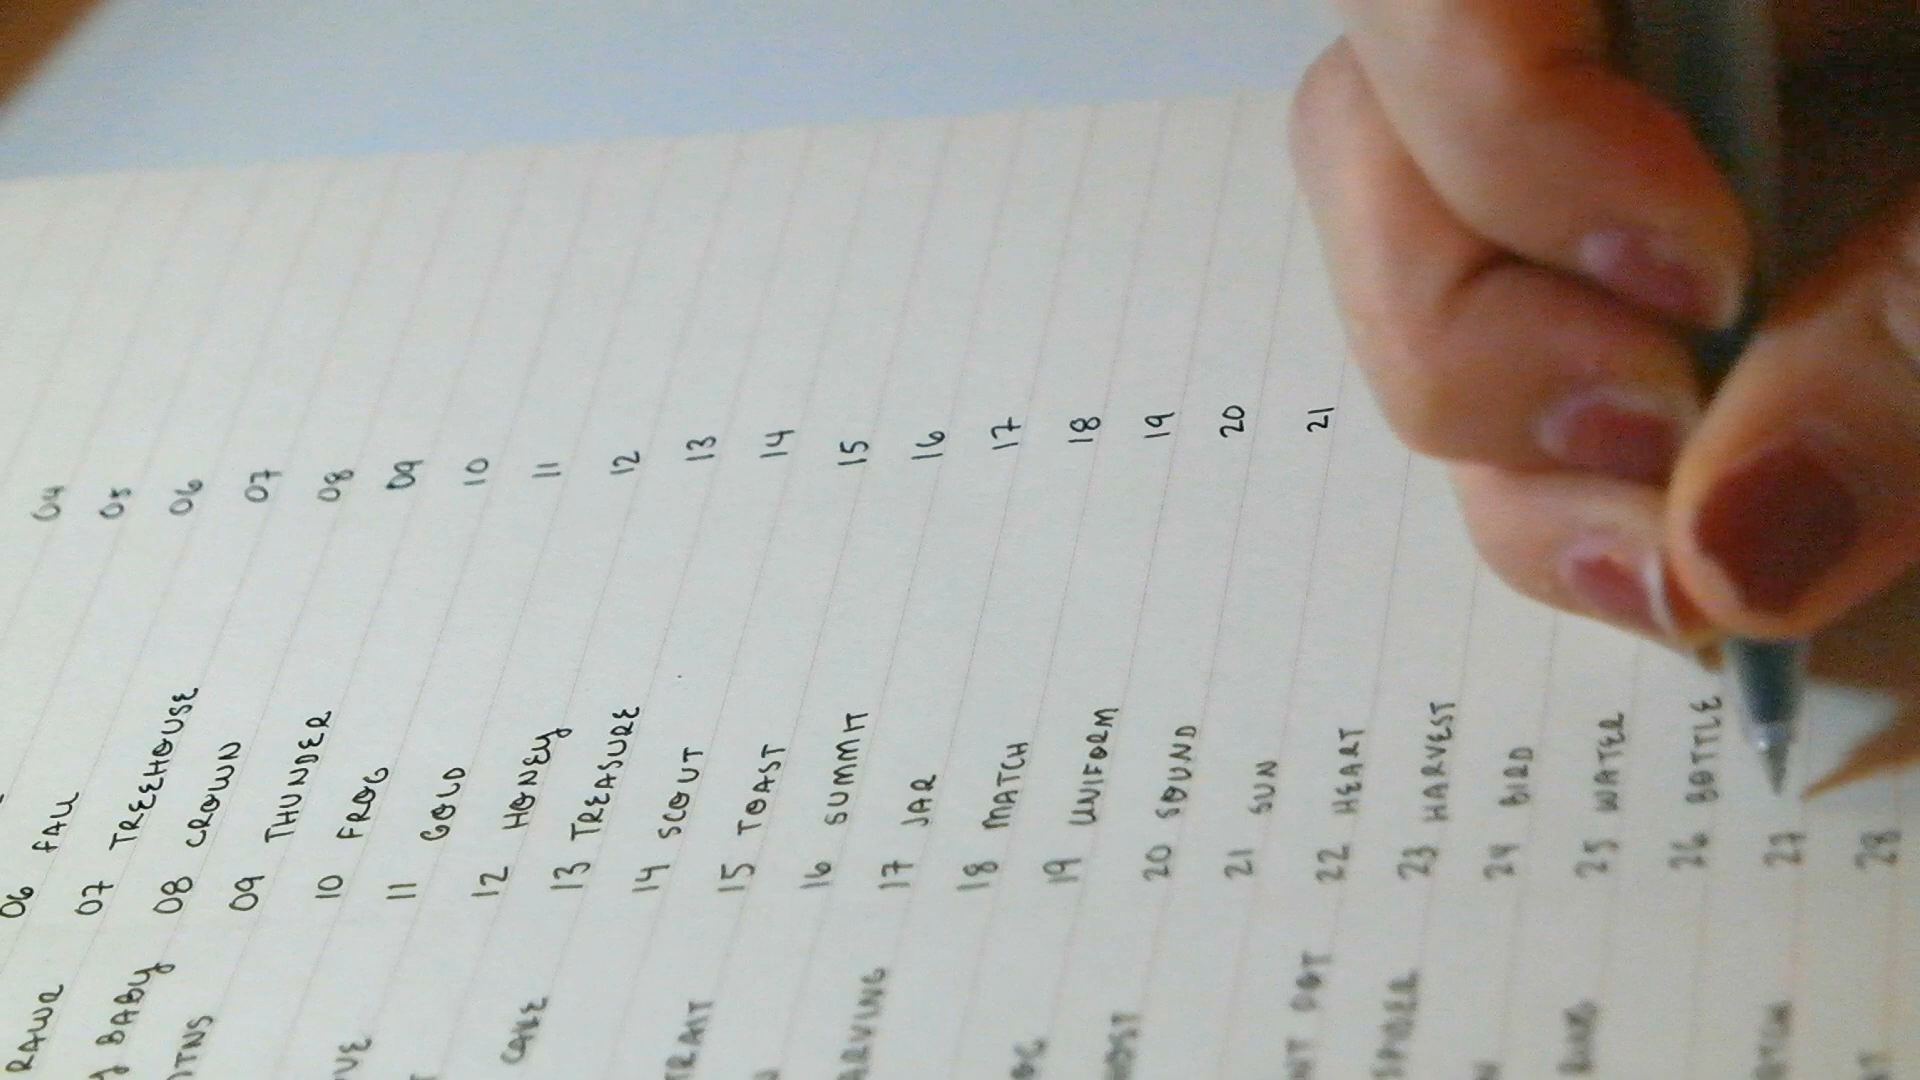 RAWR
BABY
CAKE
SPIDER
06 FALL
07 TREEHOUSE
08 CROWN
09 THUNDER
10 FROG
11 GOLD
12 HONEY
13 TREASURE
14 SCOUT
15 TOAST
16 SUMMIT
17 JAR
18 MATCH
19 UNIFORM
20 SOUND
21 SUN
22 HEART
23 HARVEST
24 BIRD
25 WATER
26 BOTTLE
27
28
04
05
06
07
08
09
10
11
12
13
14
15
16
17
18
19
20
21